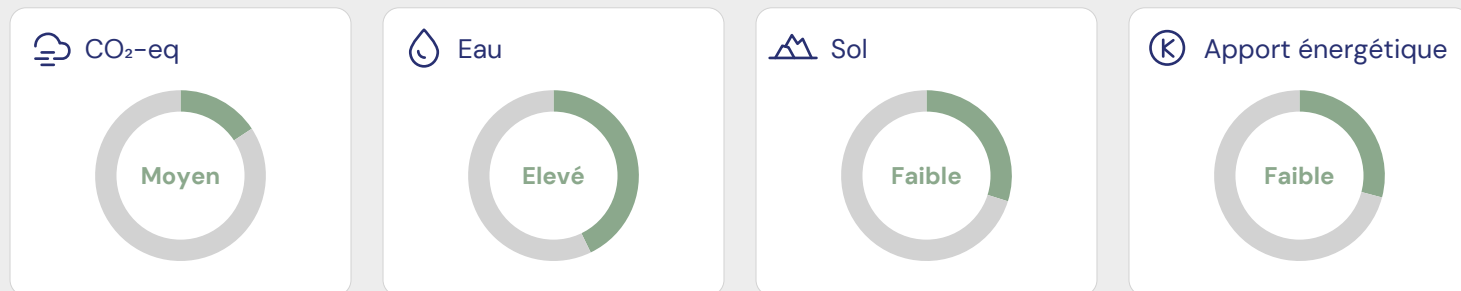 CO₂-eq
Moyen
Eau
Elevé
Sol
Faible
Apport énergétique
Faible